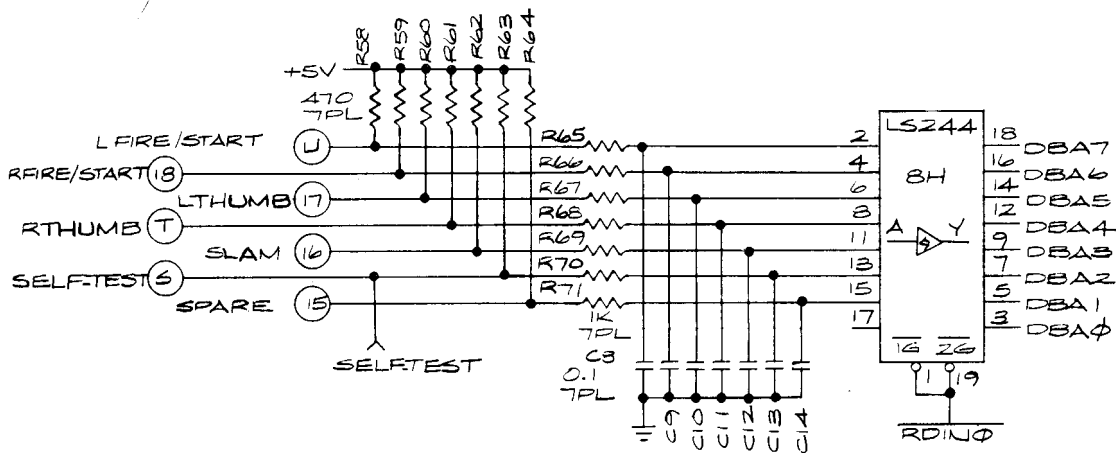 R58
R59
R60
R61
R62
R63
R64
+5V
470
7PL
L FIRE/START
U
R65
RFIRE/START
18
R66
LTHUMB
17
R67
RTHUMB
T
R68
SLAM
16
R69
SELF-TEST
S
R70
SPARE
15
R71
1K
7PL
SELF-TEST
C8
0.1
7PL
C9
C10
C11
C12
C13
C14
LS244
8H
A
Y
1G
2G
2
4
6
8
11
13
15
17
18 DBA7
16 DBA6
14 DBA5
12 DBA4
9 DBA3
7 DBA2
5 DBA1
3 DBAØ
1
19
RDINØ